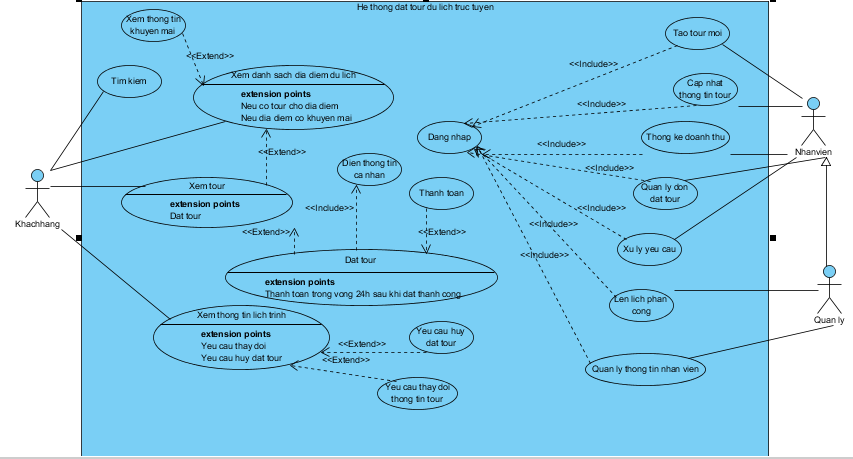 He thong dat tour du lich truc tuyen
Xem thong tin
khuyen mai
<<Extend>>
Tim kiem
Xem danh sach dia diem du lich
extension points
Neu co tour cho dia diem
Neu dia diem co khuyen mai
<<Extend>>
Khachhang
Xem tour
extension points
Dat tour
<<Extend>>
Dien thong tin
ca nhan
<<Include>>
Thanh toan
<<Extend>>
Dat tour
extension points
Thanh toan trong vong 24h sau khi dat thanh cong
Xem thong tin lich trinh
extension points
Yeu cau thay doi
Yeu cau huy dat tour
<<Extend>>
<<Extend>>
Yeu cau huy
dat tour
Yeu cau thay doi
thong tin tour
Dang nhap
<<Include>>
<<Include>>
<<Include>>
<<Include>>
<<Include>>
<<Include>>
<<Include>>
Tao tour moi
Cap nhat
thong tin tour
Thong ke doanh thu
Quan ly don
dat tour
Xu ly yeu cau
Len lich phan
cong
Quan ly thong tin nhan vien
Nhanvien
Quan ly